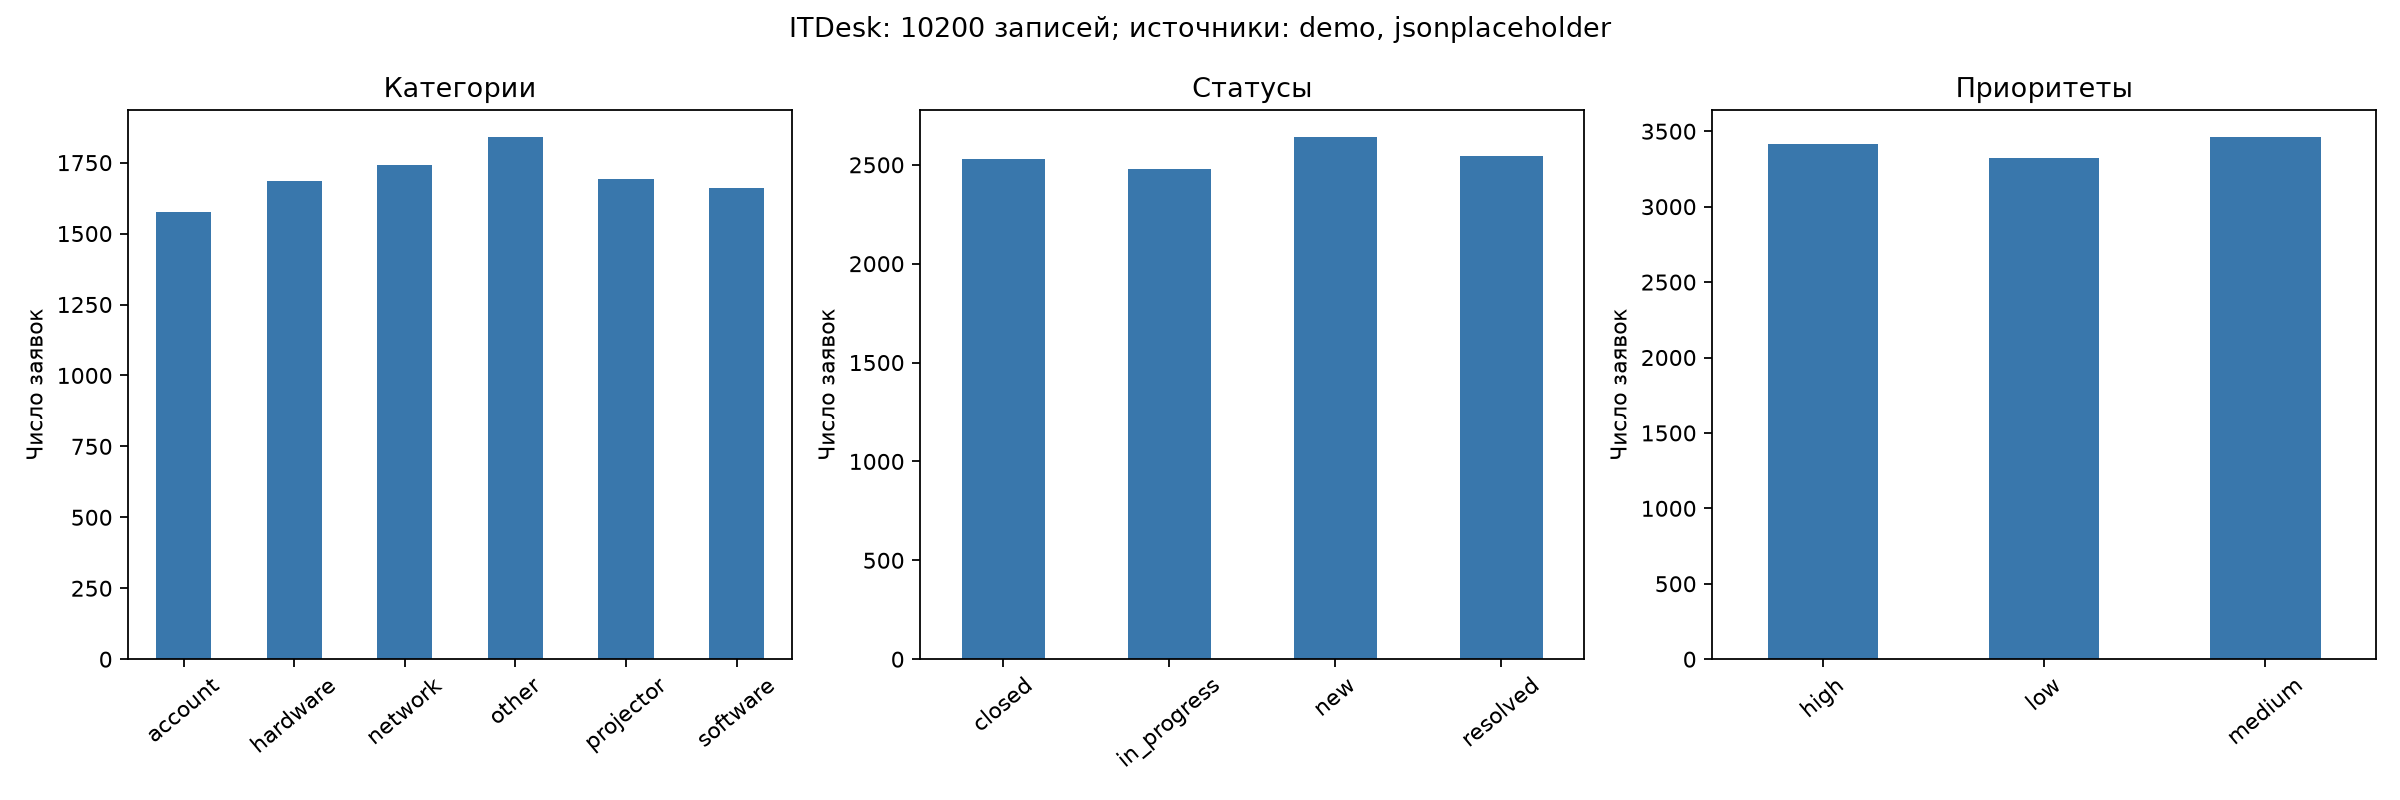 ITDesk: 10200 записей; источники: demo, jsonplaceholder
Категории
Число заявок
1750
1500
1250
1000
750
500
250
0
account
hardware
network
other
projector
software
Статусы
Число заявок
2500
2000
1500
1000
500
0
closed
in_progress
new
resolved
Приоритеты
Число заявок
3500
3000
2500
2000
1500
1000
500
0
high
low
medium